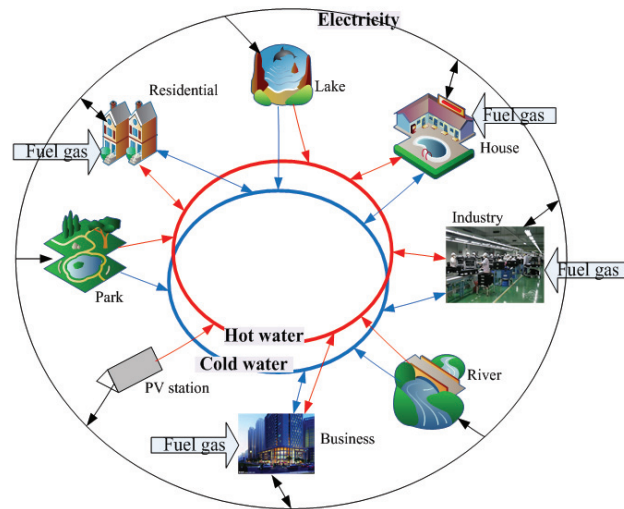 Electricity
Residential
Lake
Fuel gas
Fuel gas
House
Industry
Park
Fuel gas
Hot water
Cold water
PV station
River
Fuel gas
Business